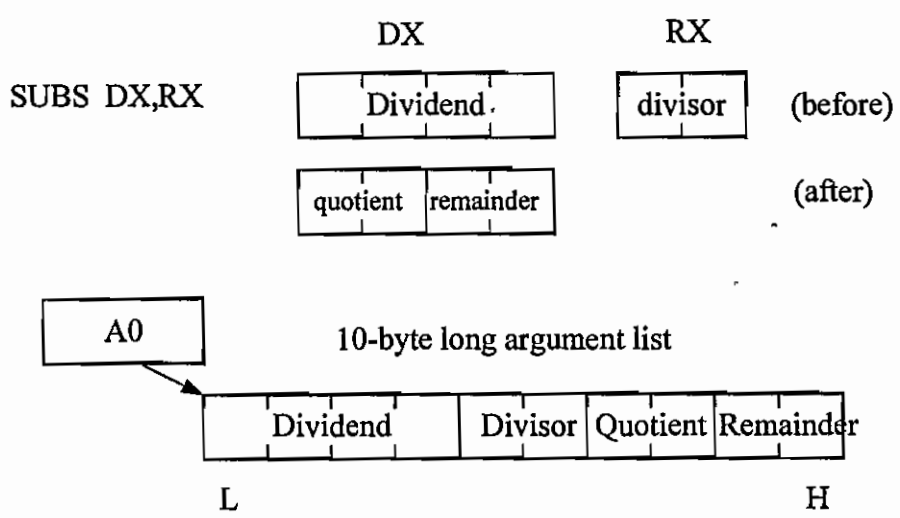 DX RX
SUBS DX,RX Dividend divisor (before)
quotient remainder (after)
A0 10-byte long argument list
Dividend Divisor Quotient Remainder
L H